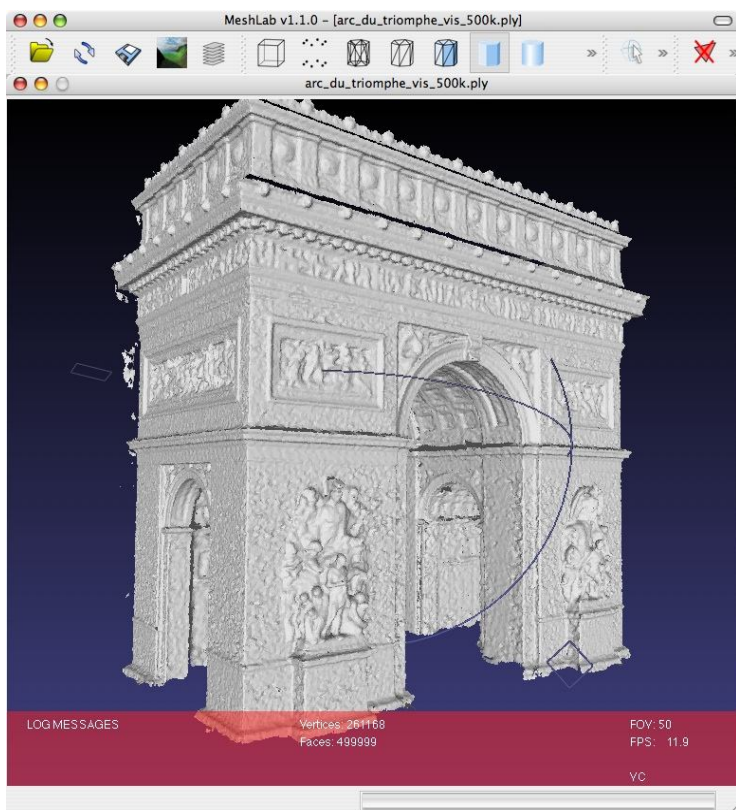 MeshLab v1.1.0 - [arc_du_triomphe_vis_500k.ply]
arc_du_triomphe_vis_500k.ply
LOG MESSAGES
Vertices: 261168
Faces: 499999
FOV: 50
FPS: 11.9
VC